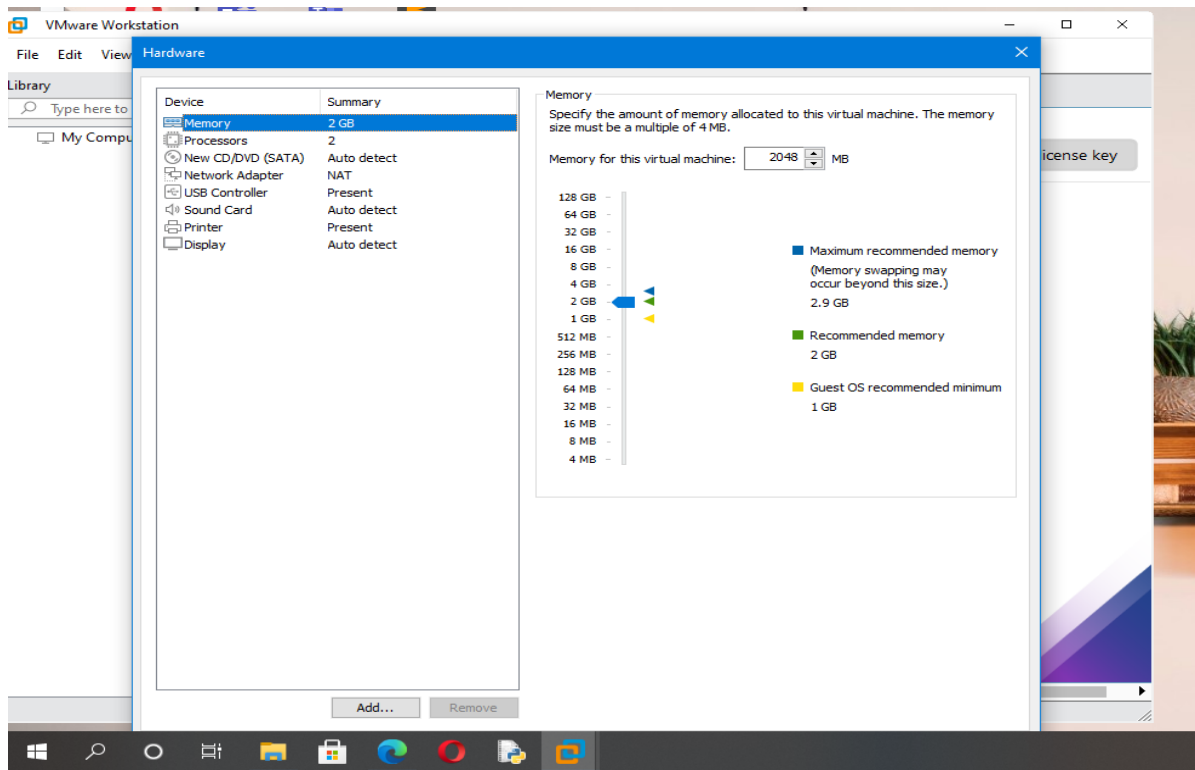 VMware Workstation
File Edit View
Hardware
Library
Type here to
My Compu
icense key
Device Summary
Memory 2 GB
Processors 2
New CD/DVD (SATA) Auto detect
Network Adapter NAT
USB Controller Present
Sound Card Auto detect
Printer Present
Display Auto detect
Add... Remove
Memory
Specify the amount of memory allocated to this virtual machine. The memory
size must be a multiple of 4 MB.
Memory for this virtual machine: 2048 MB
128 GB
64 GB
32 GB
16 GB
8 GB
4 GB
2 GB
1 GB
512 MB
256 MB
128 MB
64 MB
32 MB
16 MB
8 MB
4 MB
Maximum recommended memory
(Memory swapping may
occur beyond this size.)
2.9 GB
Recommended memory
2 GB
Guest OS recommended minimum
1 GB